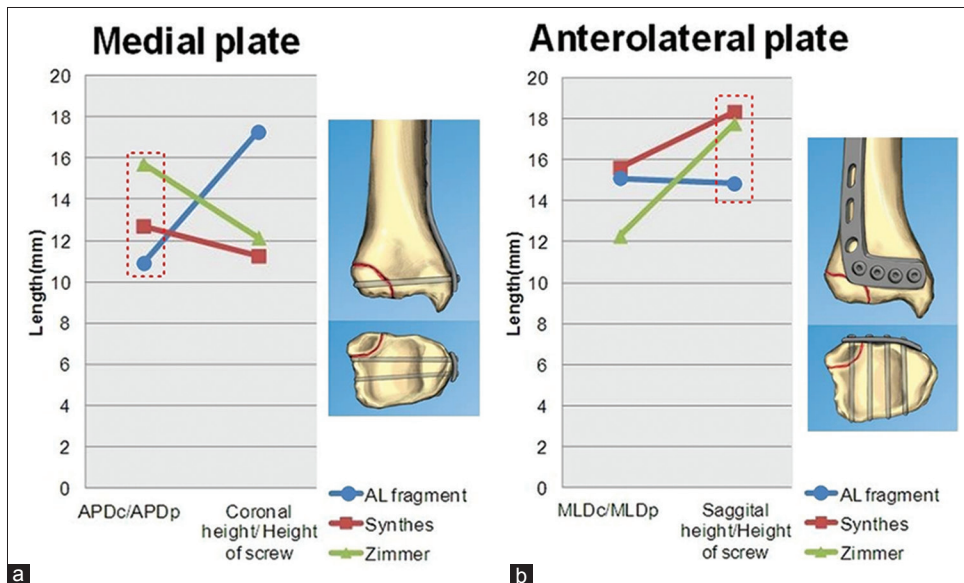 Medial plate
20
18
16
14
12
10
8
6
4
2
0
Length(mm)
APDc/APDp
Coronal
height/ Height
of screw
AL fragment
Synthes
Zimmer
a
Anterolateral plate
20
18
16
14
12
10
8
6
4
2
0
Length(mm)
MLDc/MLDp
Saggital
height/Height
of screw
AL fragment
Synthes
Zimmer
b